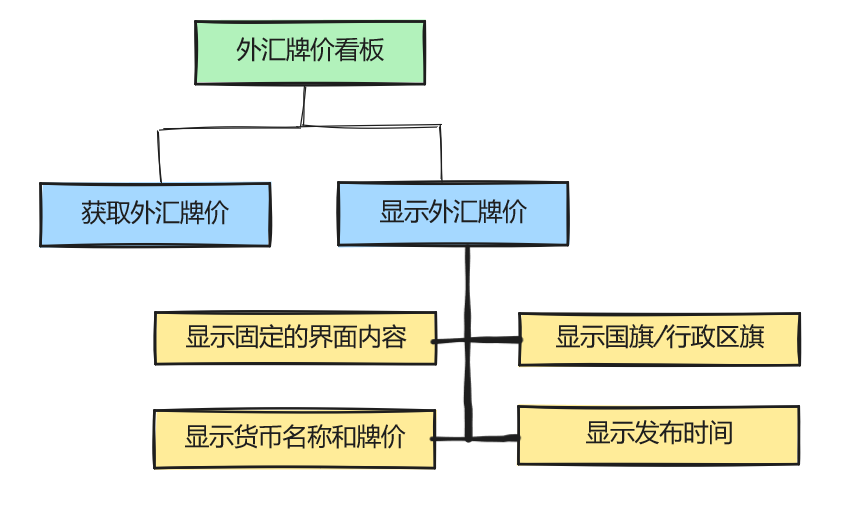 外汇牌价看板
获取外汇牌价
显示外汇牌价
显示固定的界面内容
显示国旗/行政区旗
显示货币名称和牌价
显示发布时间